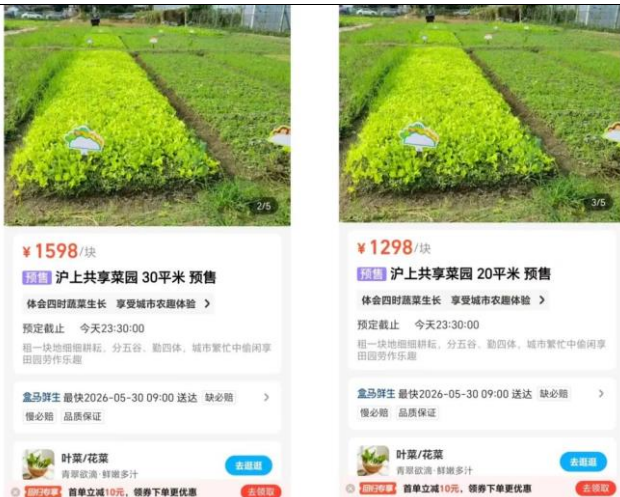 2/5
¥1598/块
预售 沪上共享菜园 30平米 预售
体会四时蔬菜生长 享受城市农趣体验 >
预定截止 今天23:30:00
租一块地细细耕耘，分五谷、勤四体，城市繁忙中偷闲享
田园劳作乐趣
盒马鲜生 最快2026-05-30 09:00 送达 缺必赔 >
慢必赔 品质保证
叶菜/花菜
青翠欲滴·鲜嫩多汁
去逛逛
首单立减10元，领券下单更优惠
去领取
3/5
¥1298/块
预售 沪上共享菜园 20平米 预售
体会四时蔬菜生长 享受城市农趣体验 >
预定截止 今天23:30:00
租一块地细细耕耘，分五谷、勤四体，城市繁忙中偷闲享
田园劳作乐趣
盒马鲜生 最快2026-05-30 09:00 送达 缺必赔 >
慢必赔 品质保证
叶菜/花菜
青翠欲滴·鲜嫩多汁
去逛逛
首单立减10元，领券下单更优惠
去领取